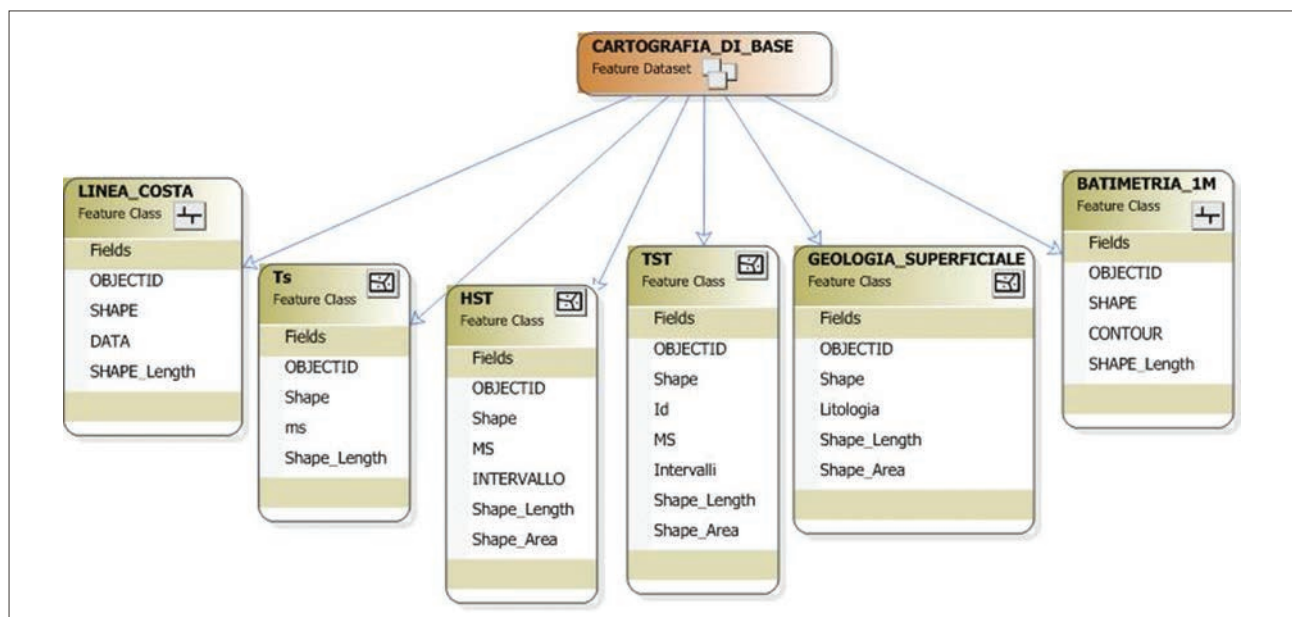 CARTOGRAFIA_DI_BASE
Feature Dataset
LINEA_COSTA
Feature Class
Fields
OBJECTID
SHAPE
DATA
SHAPE_Length
Ts
Feature Class
Fields
OBJECTID
Shape
ms
Shape_Length
HST
Feature Class
Fields
OBJECTID
Shape
MS
INTERVALLO
Shape_Length
Shape_Area
TST
Feature Class
Fields
OBJECTID
Shape
Id
MS
Intervalli
Shape_Length
Shape_Area
GEOLOGIA_SUPERFICIALE
Feature Class
Fields
OBJECTID
Shape
Litologia
Shape_Length
Shape_Area
BATIMETRIA_1M
Feature Class
Fields
OBJECTID
SHAPE
CONTOUR
SHAPE_Length